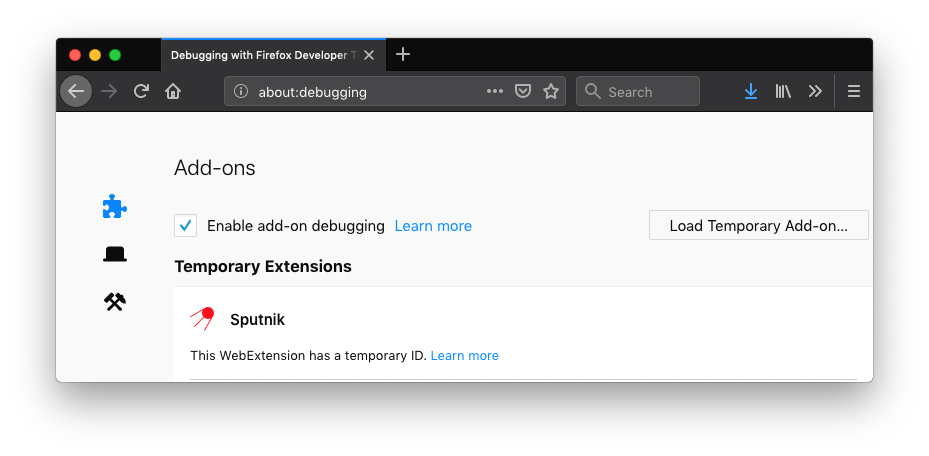 Debugging with Firefox Developer T
about:debugging
Search
Add-ons
Enable add-on debugging Learn more
Load Temporary Add-on...
Temporary Extensions
Sputnik
This WebExtension has a temporary ID. Learn more